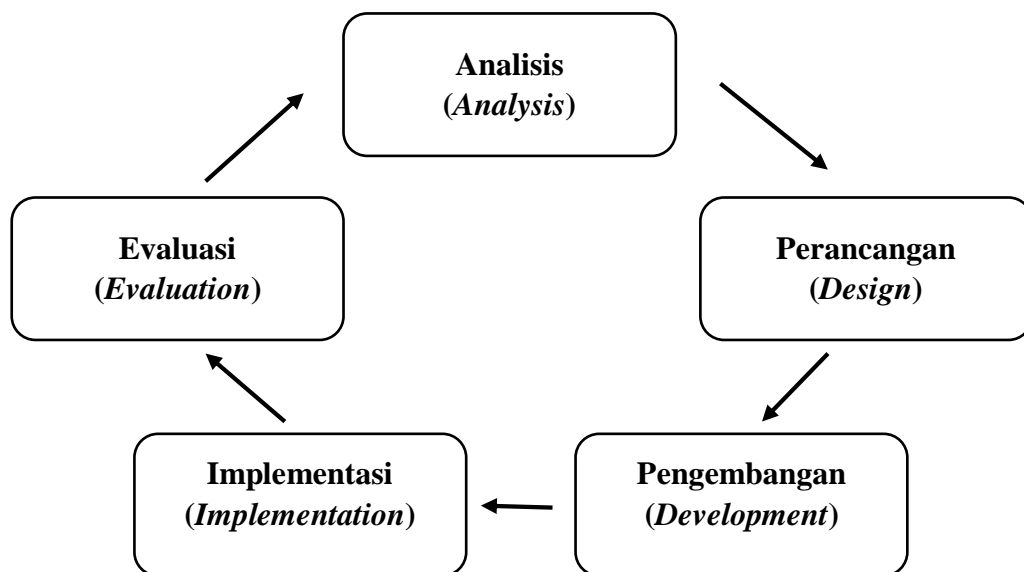 Analisis
(Analysis)
Evaluasi
(Evaluation)
Perancangan
(Design)
Implementasi
(Implementation)
Pengembangan
(Development)